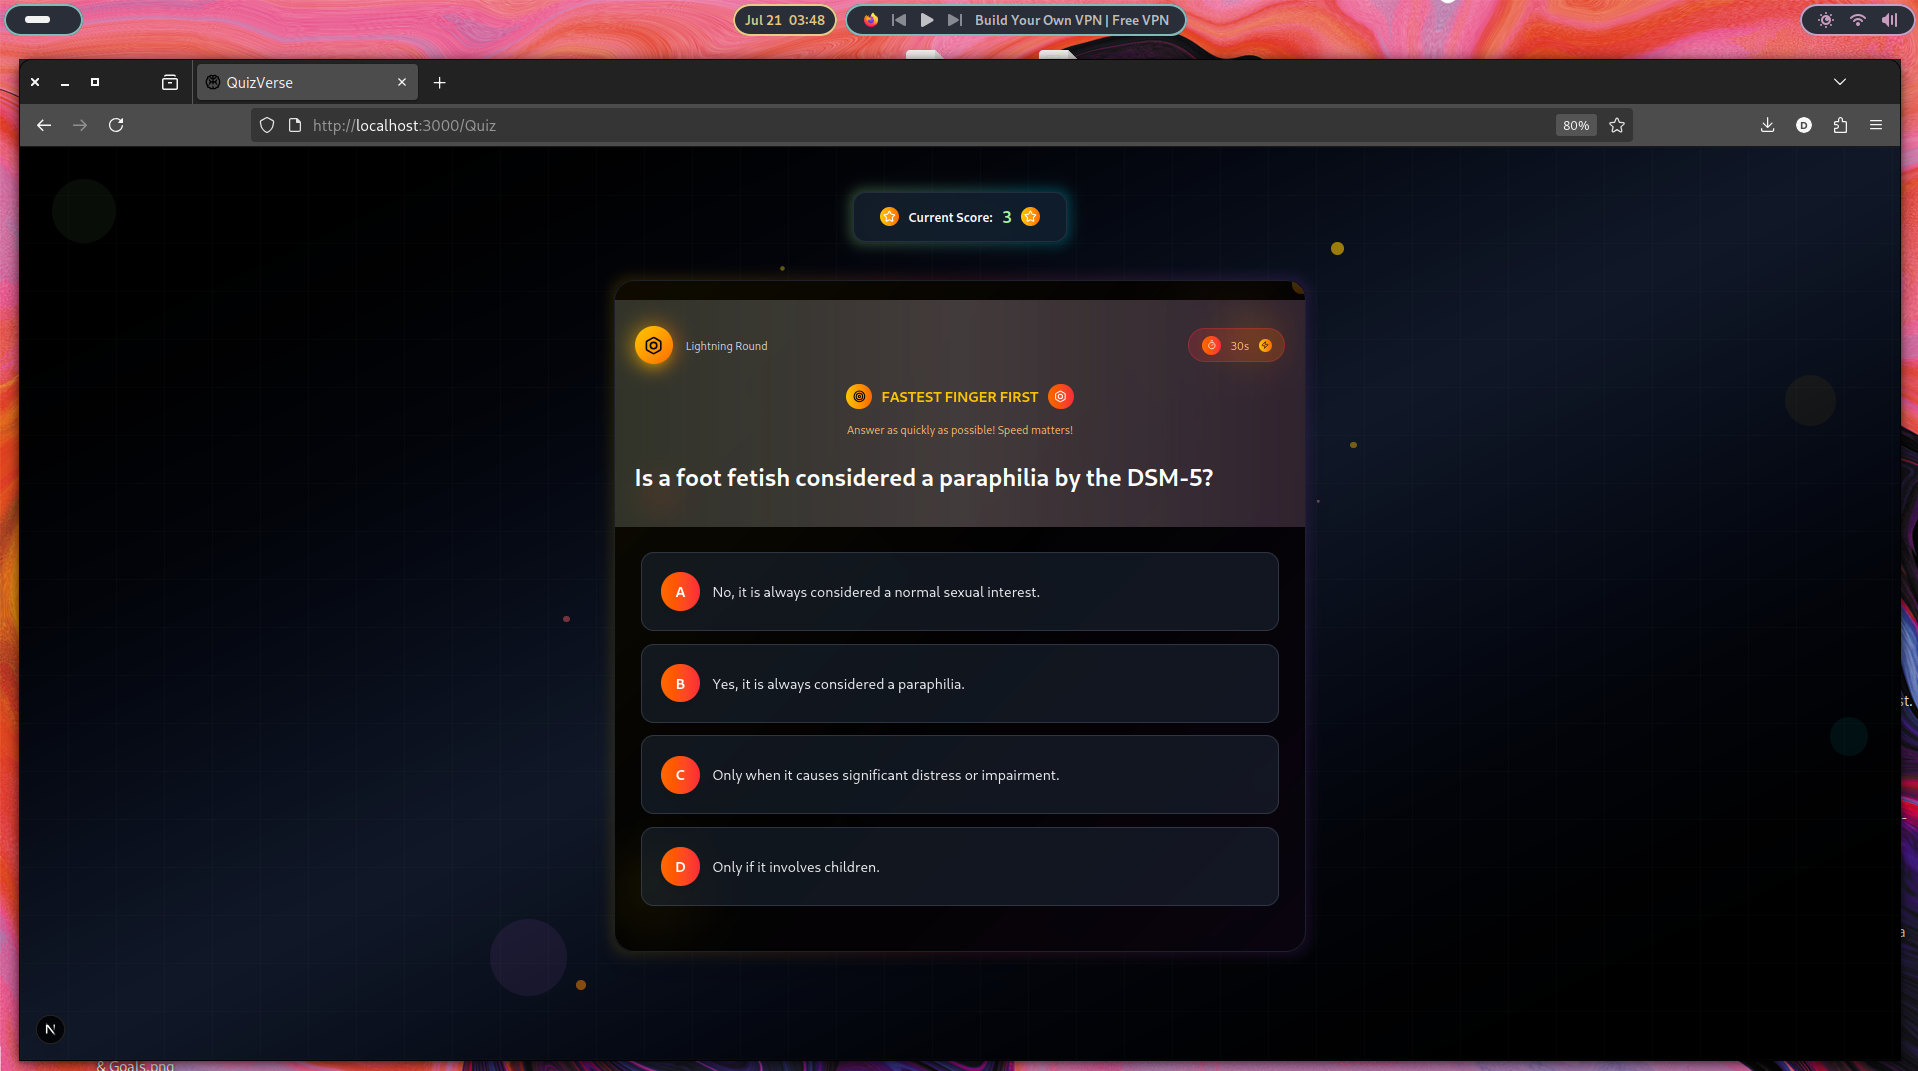 Jul 21 03:48
Build Your Own VPN | Free VPN
QuizVerse
http://localhost:3000/Quiz
80%
D
Current Score: 3
Lightning Round
30s
FASTEST FINGER FIRST
Answer as quickly as possible! Speed matters!
Is a foot fetish considered a paraphilia by the DSM-5?
A No, it is always considered a normal sexual interest.
B Yes, it is always considered a paraphilia.
C Only when it causes significant distress or impairment.
D Only if it involves children.
N
& Goals.png